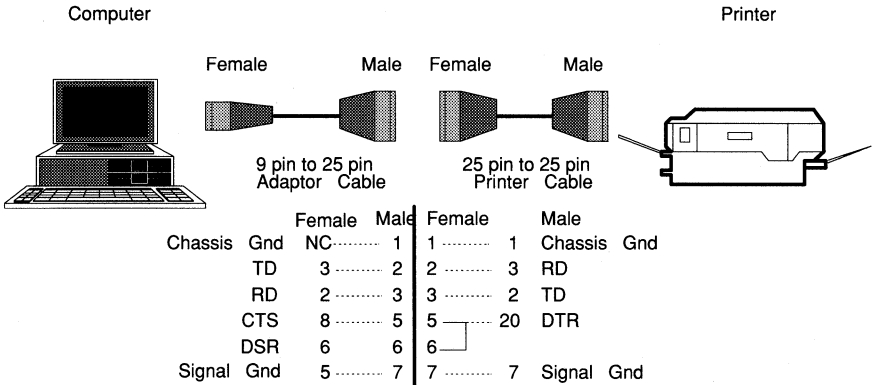 Computer Printer
Female Male Female Male
9 pin to 25 pin 25 pin to 25 pin
Adaptor Cable Printer Cable
Female Male Female Male
Chassis Gnd NC 1 1 1 Chassis Gnd
TD 3 2 2 3 RD
RD 2 3 3 2 TD
CTS 8 5 5 20 DTR
DSR 6 6 6
Signal Gnd 5 7 7 7 Signal Gnd